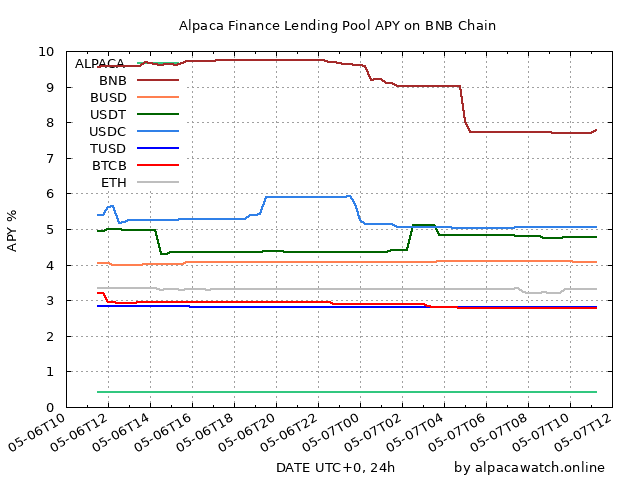 Alpaca Finance Lending Pool APY on BNB Chain
10
9
8
7
6
5
4
3
2
1
0
APY %
ALPACA
BNB
BUSD
USDT
USDC
TUSD
BTCB
ETH
05-06T10
05-06T12
05-06T14
05-06T16
05-06T18
05-06T20
05-06T22
05-07T00
05-07T02
05-07T04
05-07T06
05-07T08
05-07T10
05-07T12
DATE UTC+0, 24h
by alpacawatch.online